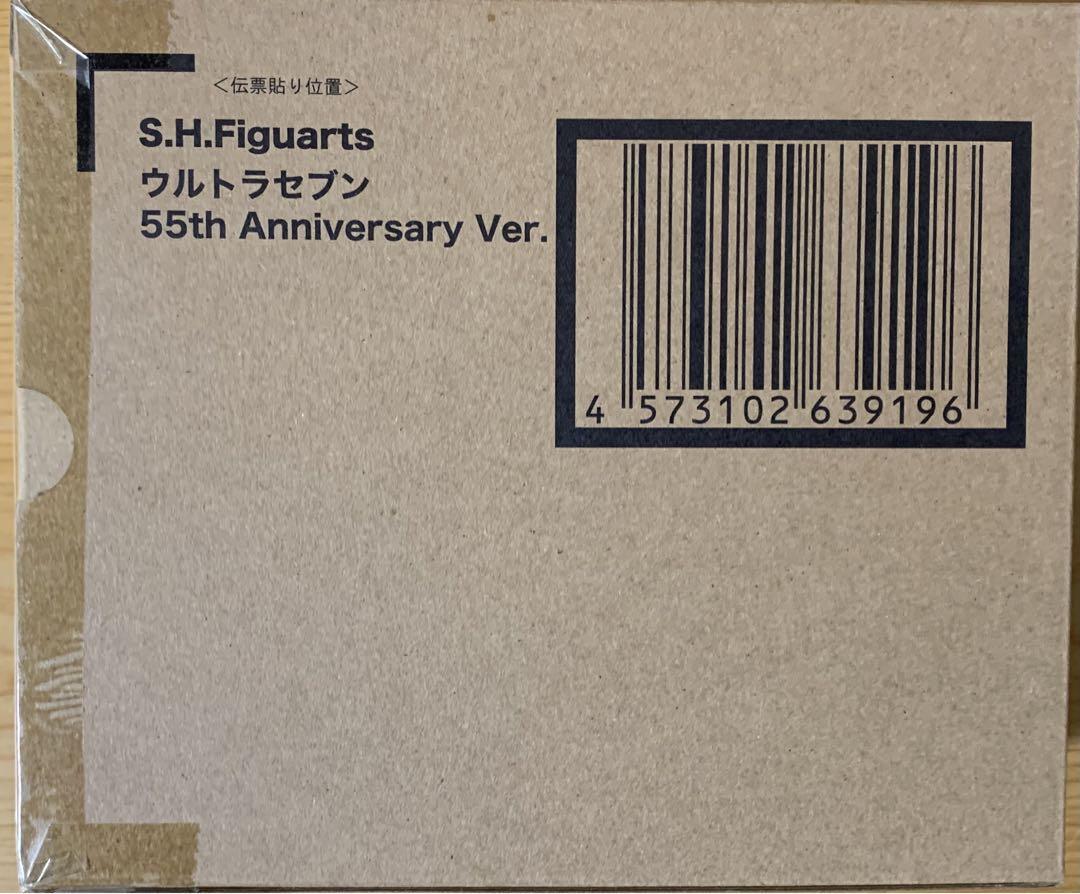 <伝票貼り位置>
S.H.Figuarts
ウルトラセブン
55th Anniversary Ver.
4 573102 639196